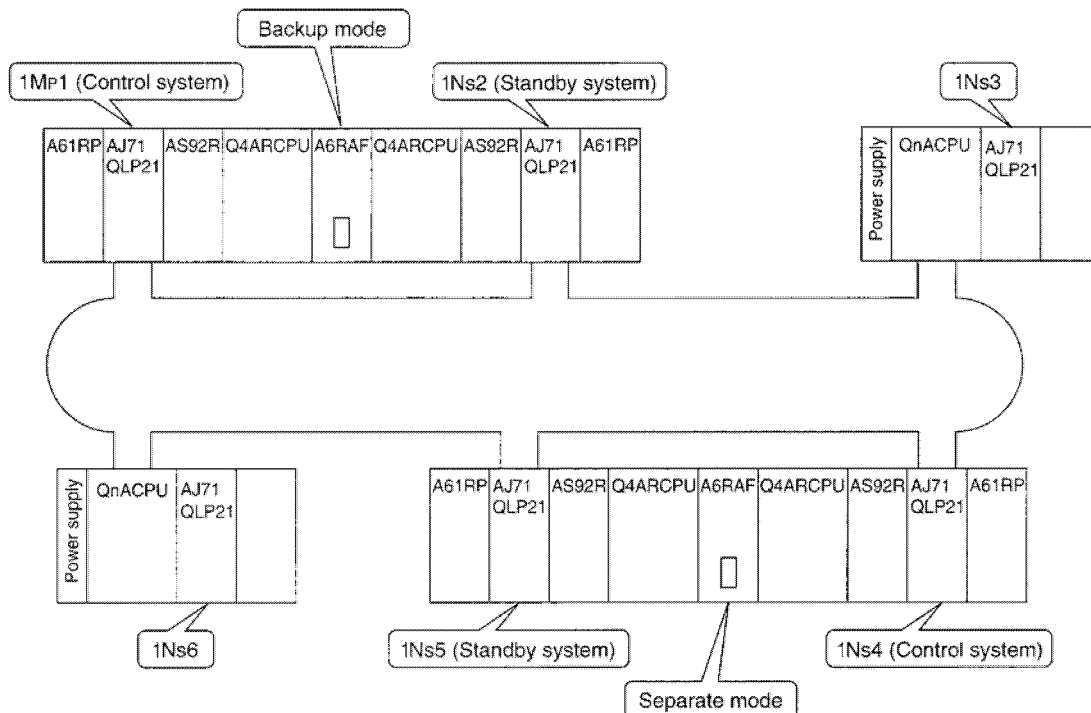 Backup mode
1MP1 (Control system)
1Ns2 (Standby system)
1Ns3
A61RP
AJ71
QLP21
AS92R
Q4ARCPU
A6RAF
Q4ARCPU
AS92R
AJ71
QLP21
A61RP
Power supply
QnACPU
AJ71
QLP21
Power supply
QnACPU
AJ71
QLP21
A61RP
AJ71
QLP21
AS92R
Q4ARCPU
A6RAF
Q4ARCPU
AS92R
AJ71
QLP21
A61RP
1Ns6
1Ns5 (Standby system)
1Ns4 (Control system)
Separate mode